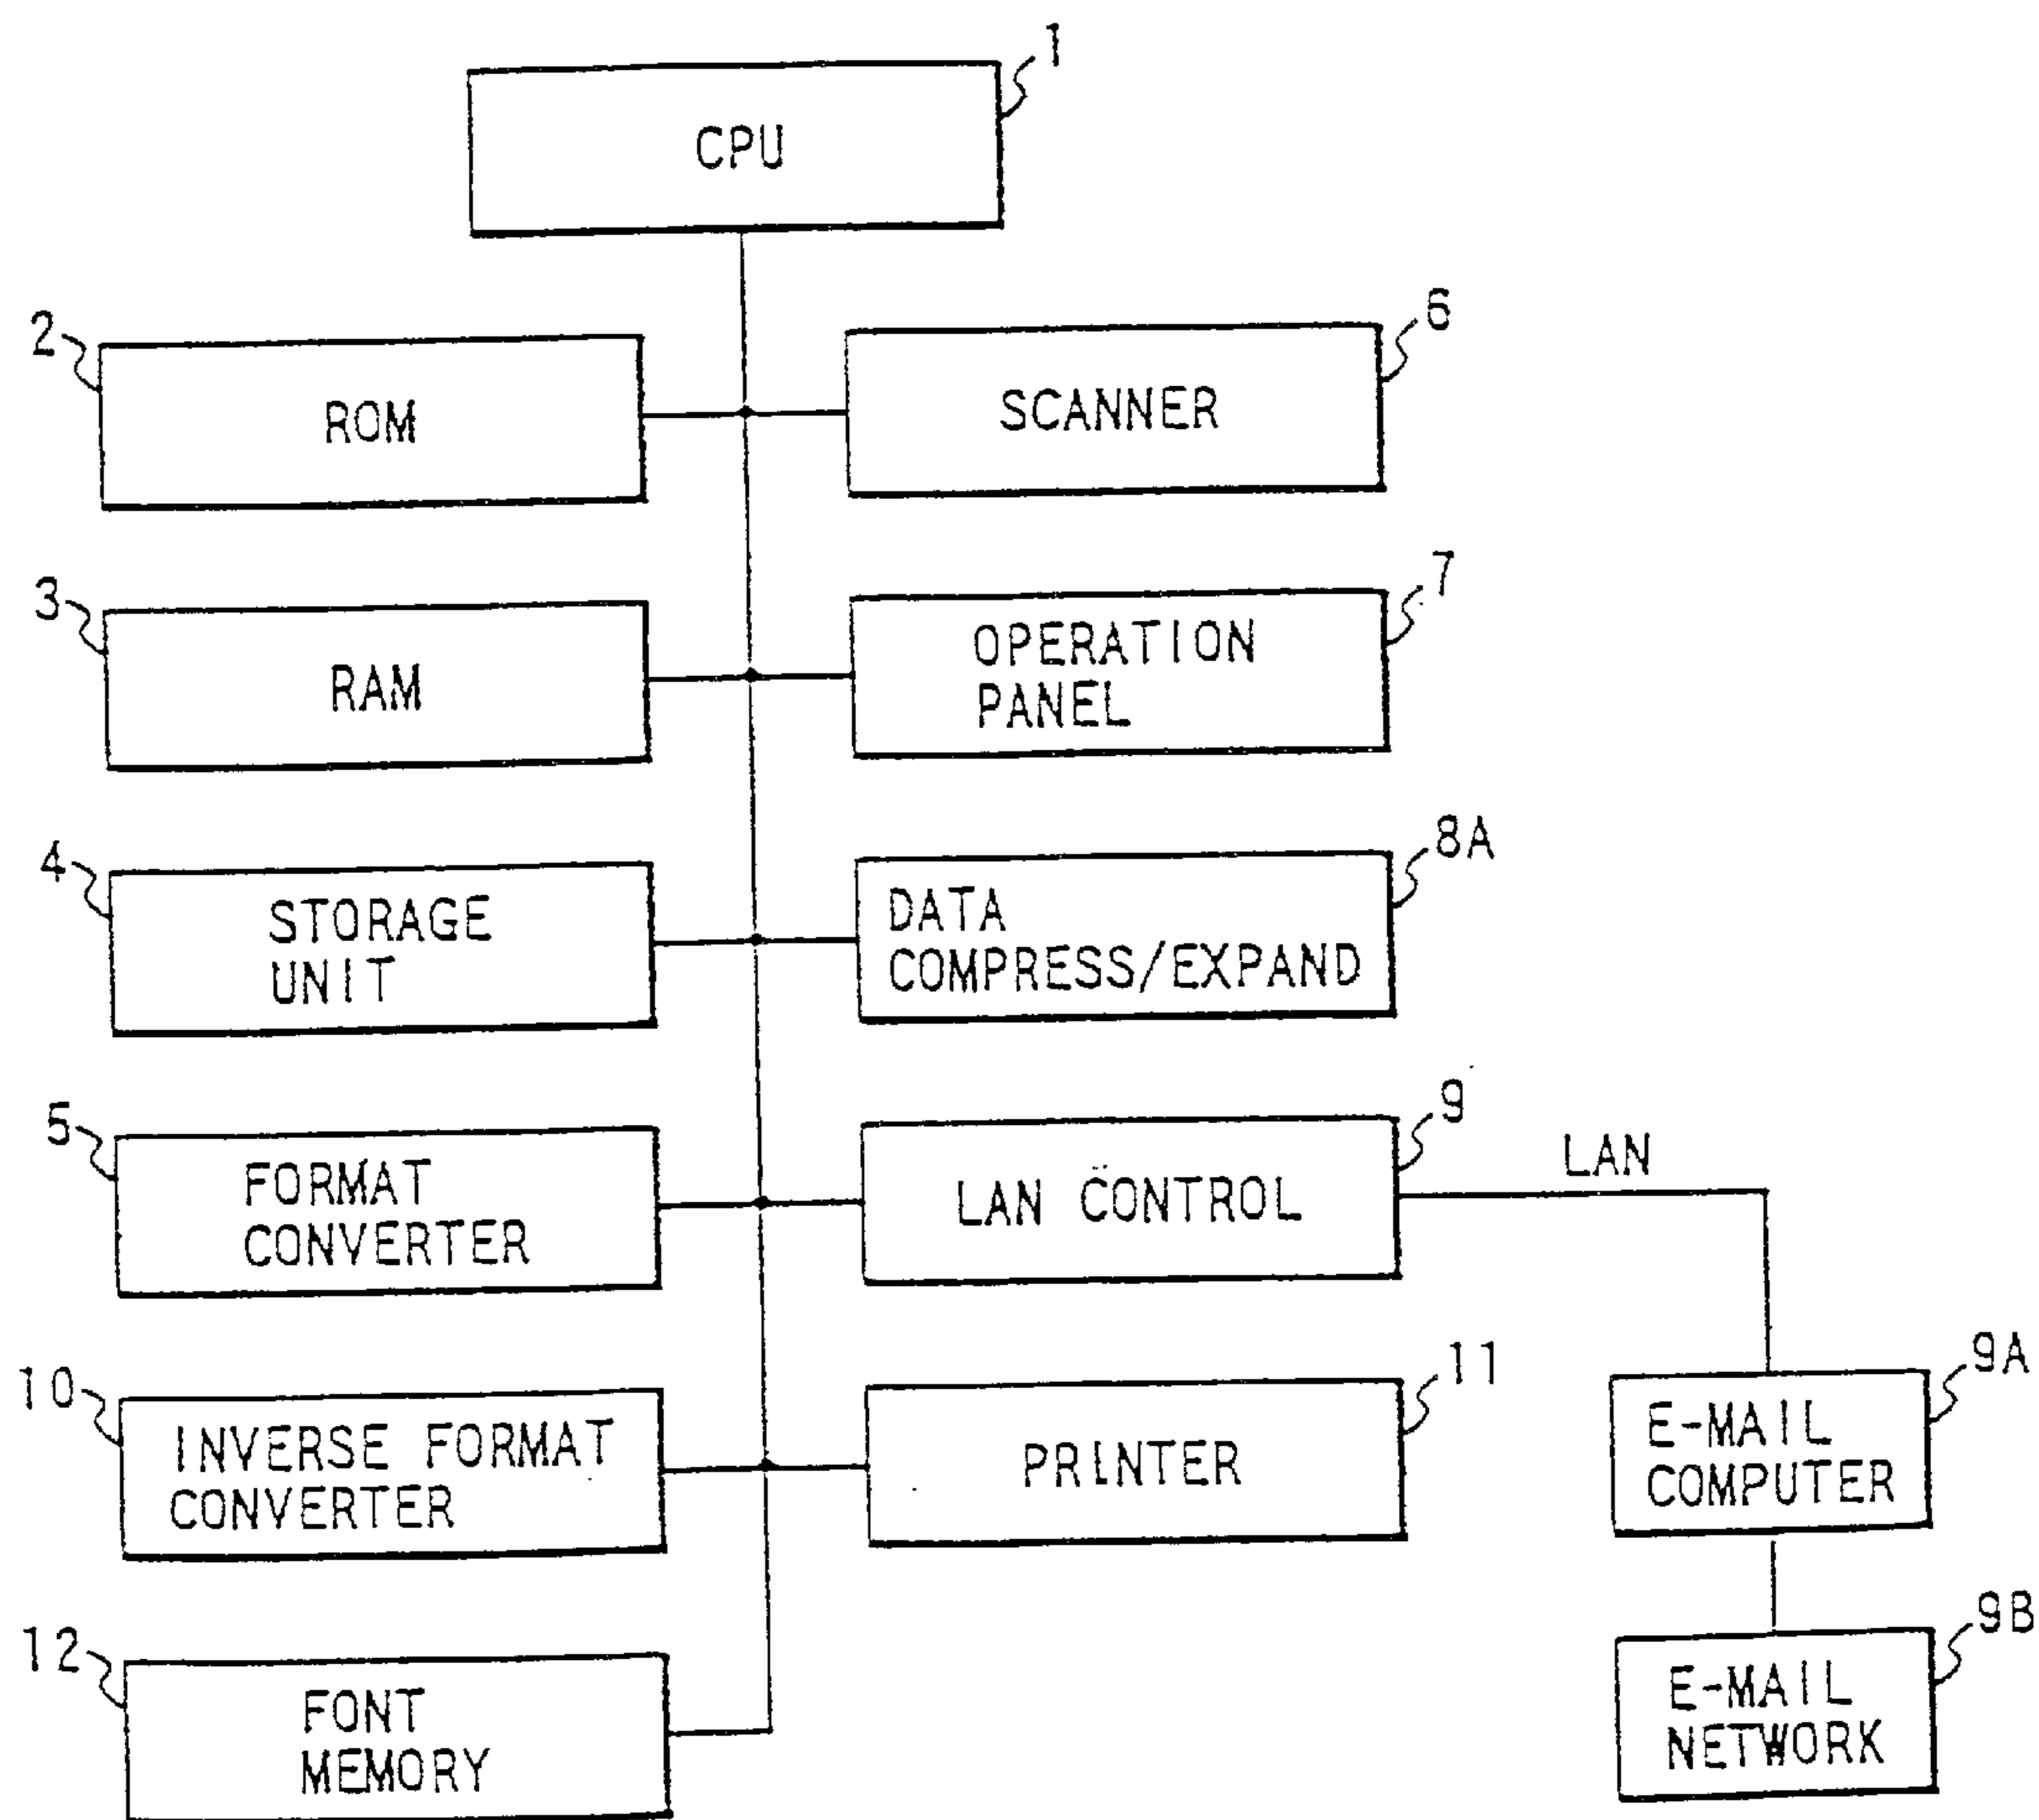 1
CPU
2
ROM
6
SCANNER
3
RAM
7
OPERATION
PANEL
4
STORAGE
UNIT
8A
DATA
COMPRESS/EXPAND
5
FORMAT
CONVERTER
9
LAN CONTROL
LAN
10
INVERSE FORMAT
CONVERTER
11
PRINTER
9A
E-MAIL
COMPUTER
12
FONT
MEMORY
9B
E-MAIL
NETWORK